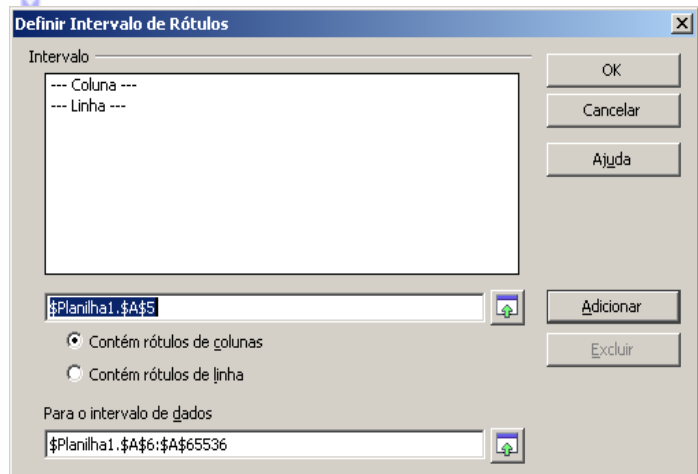 Definir Intervalo de Rótulos
Intervalo
--- Coluna ---
--- Linha ---
OK
Cancelar
Ajuda
$Planilha1.$A$5
Adicionar
Contém rótulos de colunas
Excluir
Contém rótulos de linha
Para o intervalo de dados
$Planilha1.$A$6:$A$65536